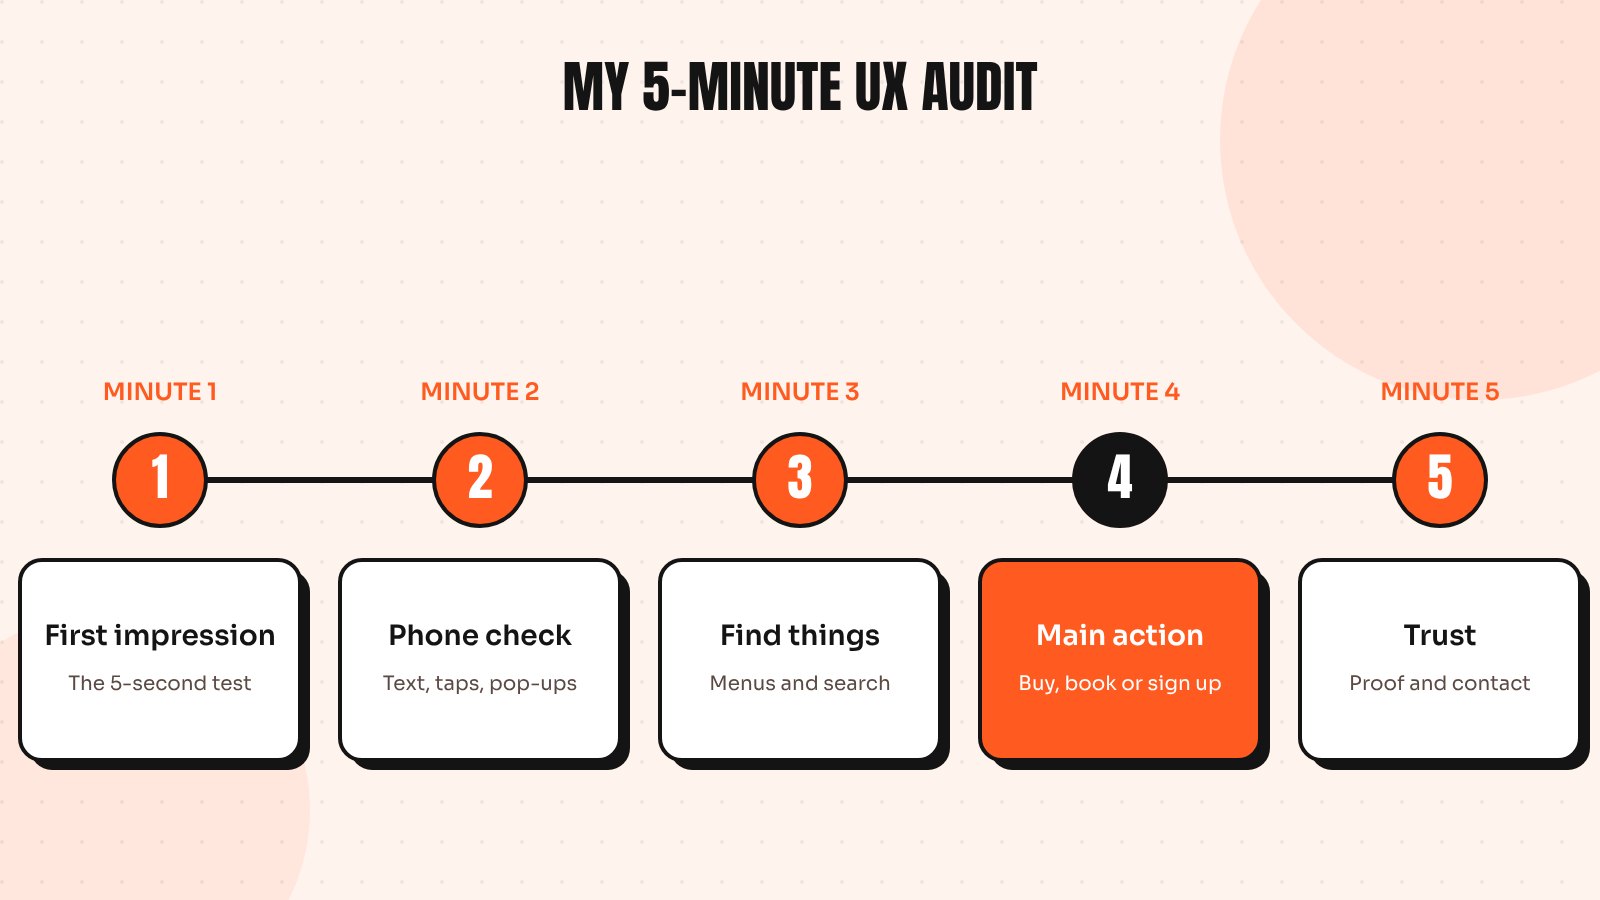 MY 5-MINUTE UX AUDIT
MINUTE 1
MINUTE 2
MINUTE 3
MINUTE 4
MINUTE 5
1
2
3
4
5
First impression
The 5-second test
Phone check
Text, taps, pop-ups
Find things
Menus and search
Main action
Buy, book or sign up
Trust
Proof and contact